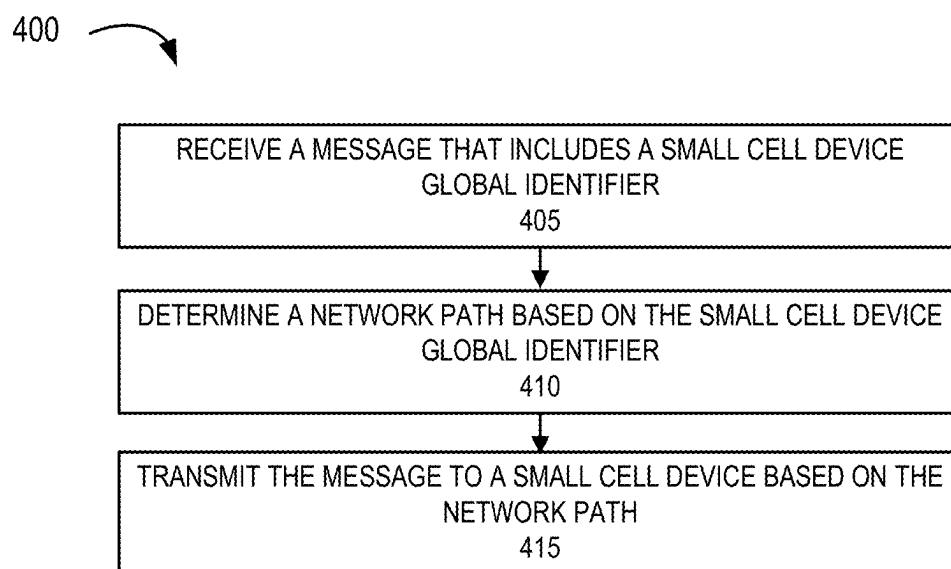 400
RECEIVE A MESSAGE THAT INCLUDES A SMALL CELL DEVICE
GLOBAL IDENTIFIER
405
DETERMINE A NETWORK PATH BASED ON THE SMALL CELL DEVICE
GLOBAL IDENTIFIER
410
TRANSMIT THE MESSAGE TO A SMALL CELL DEVICE BASED ON THE
NETWORK PATH
415